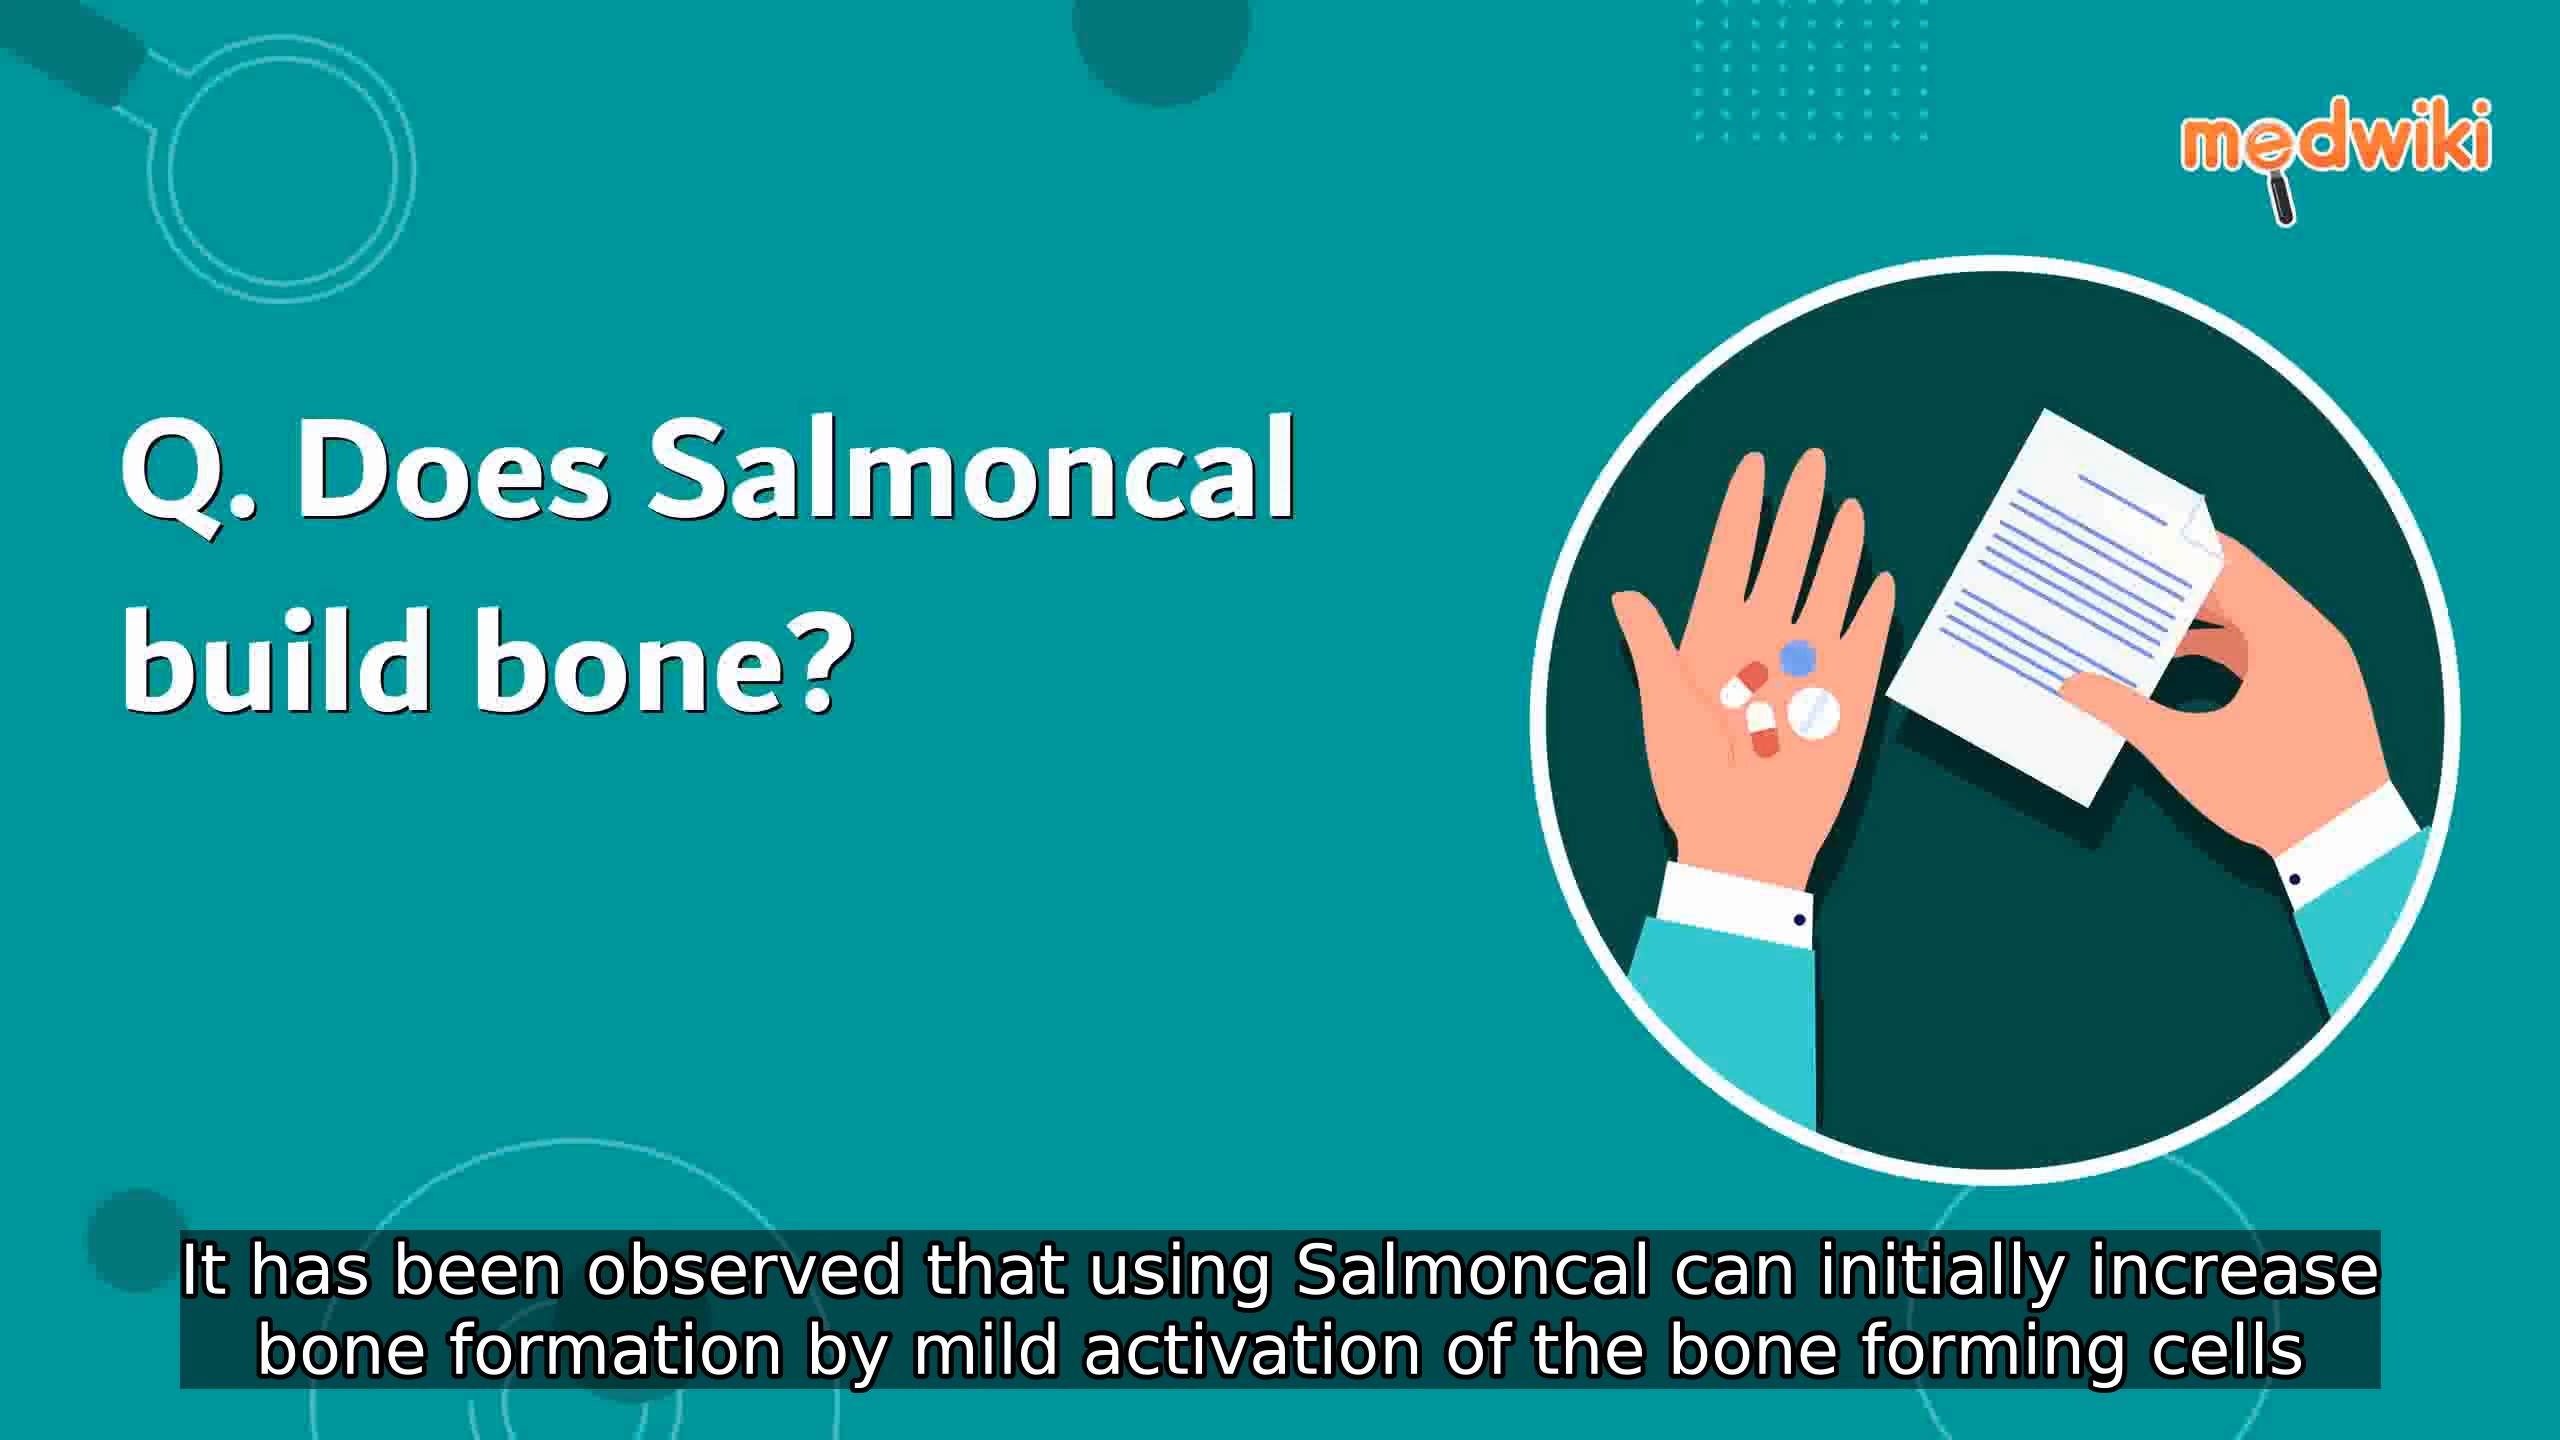 medwiki
Q. Does Salmoncal
build bone?
It has been observed that using Salmoncal can initially increase
bone formation by mild activation of the bone forming cells